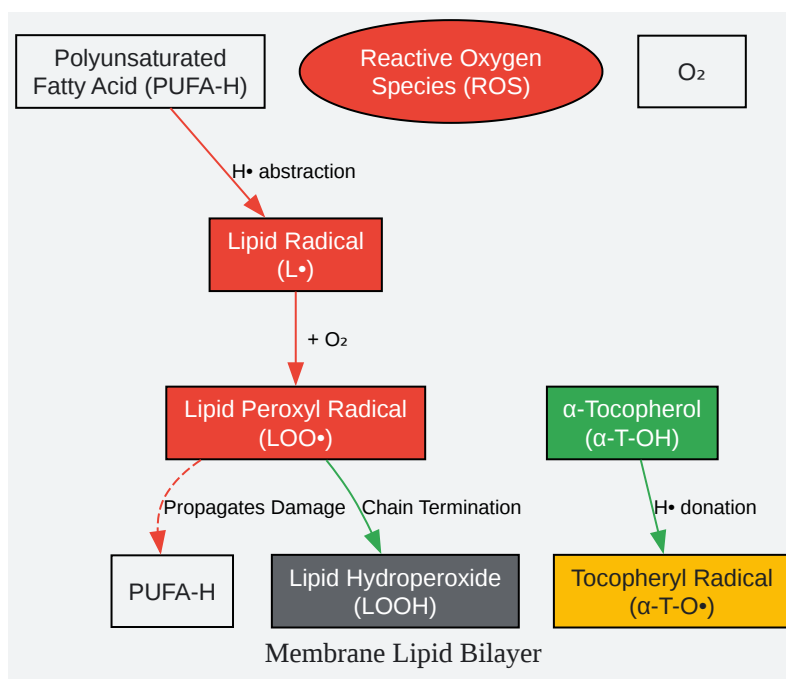 Polyunsaturated
Fatty Acid (PUFA-H)
Reactive Oxygen
Species (ROS)
O₂
H• abstraction
Lipid Radical
(L•)
+ O₂
Lipid Peroxyl Radical
(LOO•)
α-Tocopherol
(α-T-OH)
Propagates Damage
Chain Termination
H• donation
PUFA-H
Lipid Hydroperoxide
(LOOH)
Tocopheryl Radical
(α-T-O•)
Membrane Lipid Bilayer